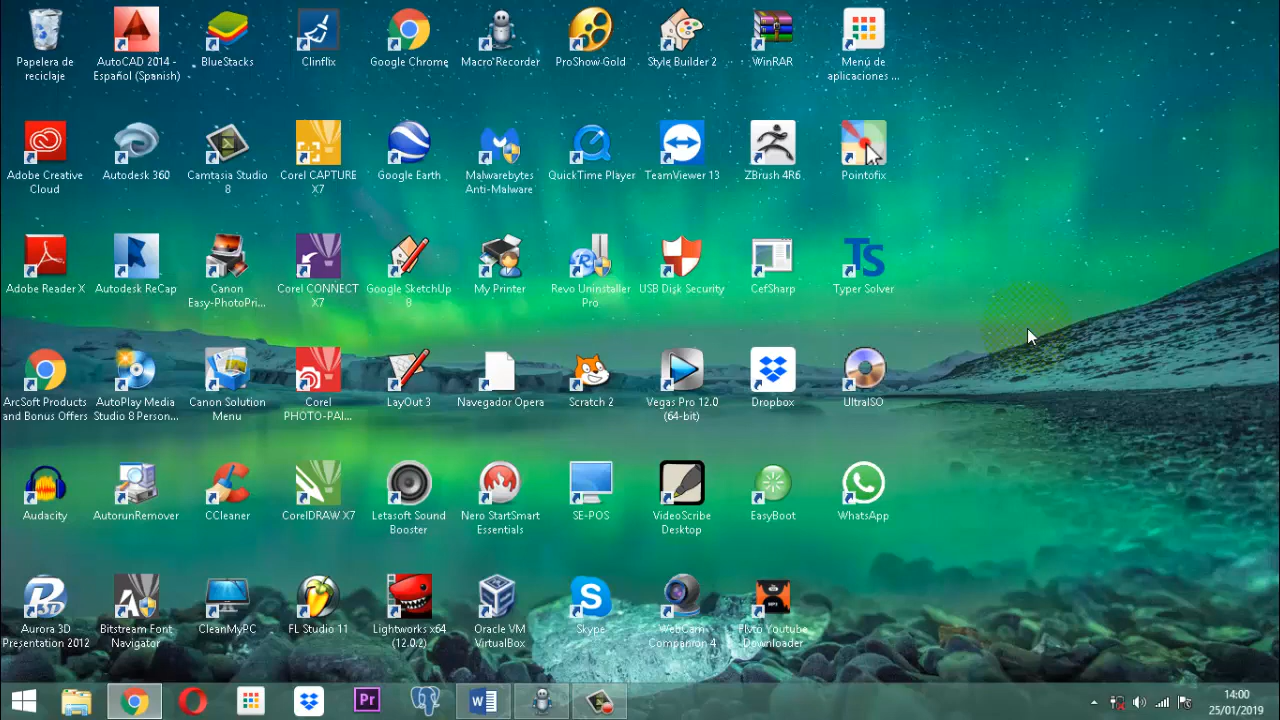 Papelera de
reciclaje
AutoCAD 2014 -
Español (Spanish)
BlueStacks
Clinflix
Google Chrome
Macro Recorder
ProShow Gold
Style Builder 2
WinRAR
Menú de
aplicaciones ...
Adobe Creative
Cloud
Autodesk 360
Camtasia Studio
8
Corel CAPTURE
X7
Google Earth
Malwarebytes
Anti-Malware
QuickTime Player
TeamViewer 13
ZBrush 4R6
Pointofix
Adobe Reader X
Autodesk ReCap
Canon
Easy-PhotoPri...
Corel CONNECT
X7
Google SketchUp
8
My Printer
Revo Uninstaller
Pro
USB Disk Security
CefSharp
TS
Typer Solver
ArcSoft Products
and Bonus Offers
AutoPlay Media
Studio 8 Person...
Canon Solution
Menu
Corel
PHOTO-PAI...
LayOut 3
Navegador Opera
Scratch 2
Vegas Pro 12.0
(64-bit)
Dropbox
UltraISO
Audacity
AutorunRemover
CCleaner
CorelDRAW X7
Letasoft Sound
Booster
Nero StartSmart
Essentials
SE-POS
VideoScribe
Desktop
EasyBoot
WhatsApp
Aurora 3D
Presentation 2012
Bitstream Font
Navigator
CleanMyPC
FL Studio 11
Lightworks x64
(12.0.2)
Oracle VM
VirtualBox
Skype
WebCam
Companion 4
Flvto Youtube
Downloader
Pr
14:00
25/01/2019